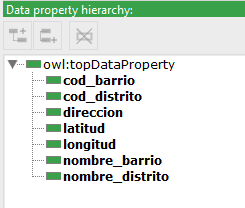 Data property hierarchy:
owl:topDataProperty
cod_barrio
cod_distrito
direccion
latitud
longitud
nombre_barrio
nombre_distrito